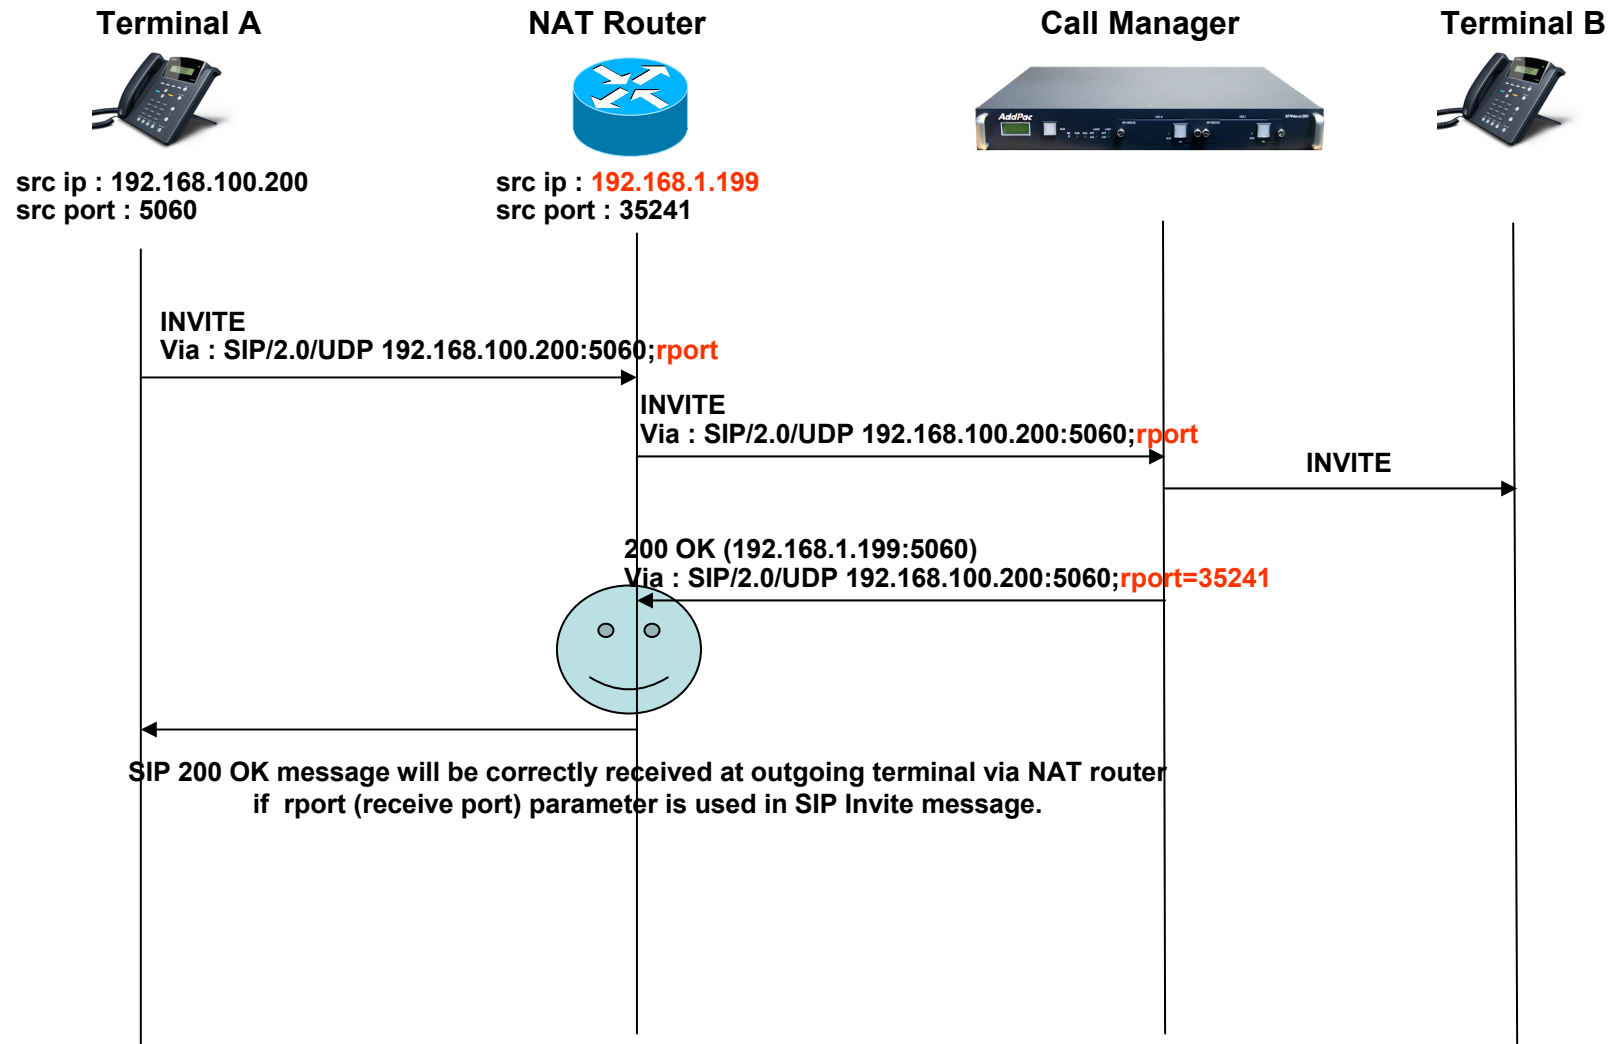 Terminal A
NAT Router
Call Manager
Terminal B
AddPac
src ip : 192.168.100.200
src port : 5060
src ip : 192.168.1.199
src port : 35241
INVITE
Via : SIP/2.0/UDP 192.168.100.200:5060;rport
INVITE
Via : SIP/2.0/UDP 192.168.100.200:5060;rport
INVITE
200 OK (192.168.1.199:5060)
Via : SIP/2.0/UDP 192.168.100.200:5060;rport=35241
SIP 200 OK message will be correctly received at outgoing terminal via NAT router
if rport (receive port) parameter is used in SIP Invite message.